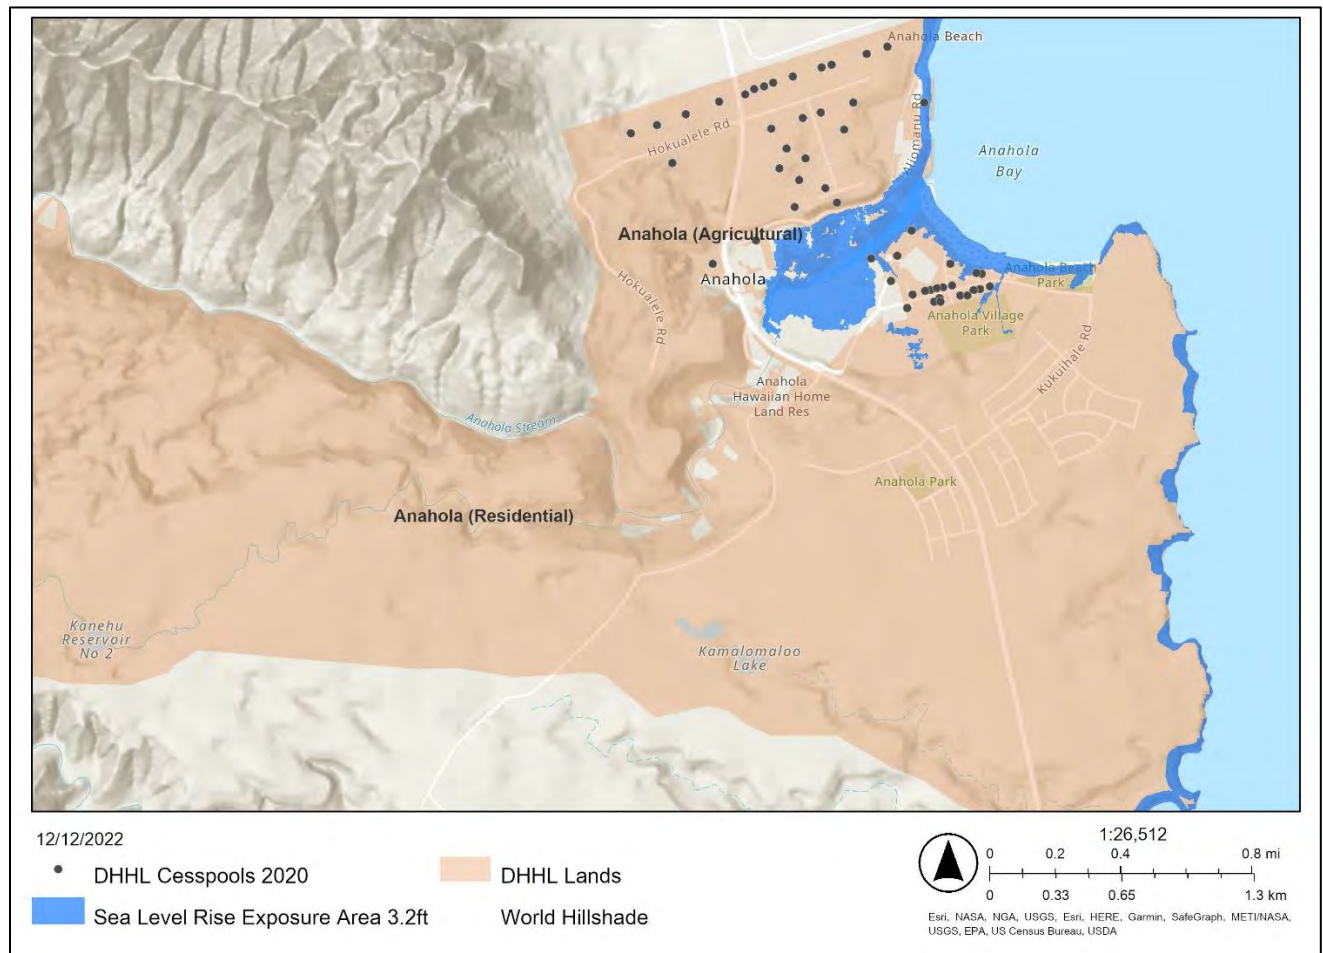 Anahola Beach
Aliomanu Rd
Anahola
Bay
Hokualele Rd
Anahola (Agricultural)
Anahola
Hokualele Rd
Anahola Beach
Park
Anahola Village
Park
Kukuihale Rd
Anahola
Hawaiian Home
Land Res
Anahola Stream
Anahola Park
Anahola (Residential)
Kanehu
Reservoir
No 2
Kamalomaloo
Lake
12/12/2022
DHHL Cesspools 2020
Sea Level Rise Exposure Area 3.2ft
DHHL Lands
World Hillshade
1:26,512
0 0.2 0.4 0.8 mi
0 0.33 0.65 1.3 km
Esri, NASA, NGA, USGS, Esri, HERE, Garmin, SafeGraph, METI/NASA,
USGS, EPA, US Census Bureau, USDA